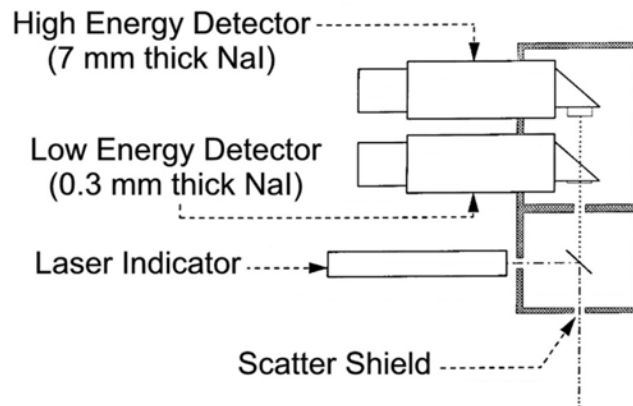 High Energy Detector
(7 mm thick NaI)
Low Energy Detector
(0.3 mm thick NaI)
Laser Indicator
Scatter Shield